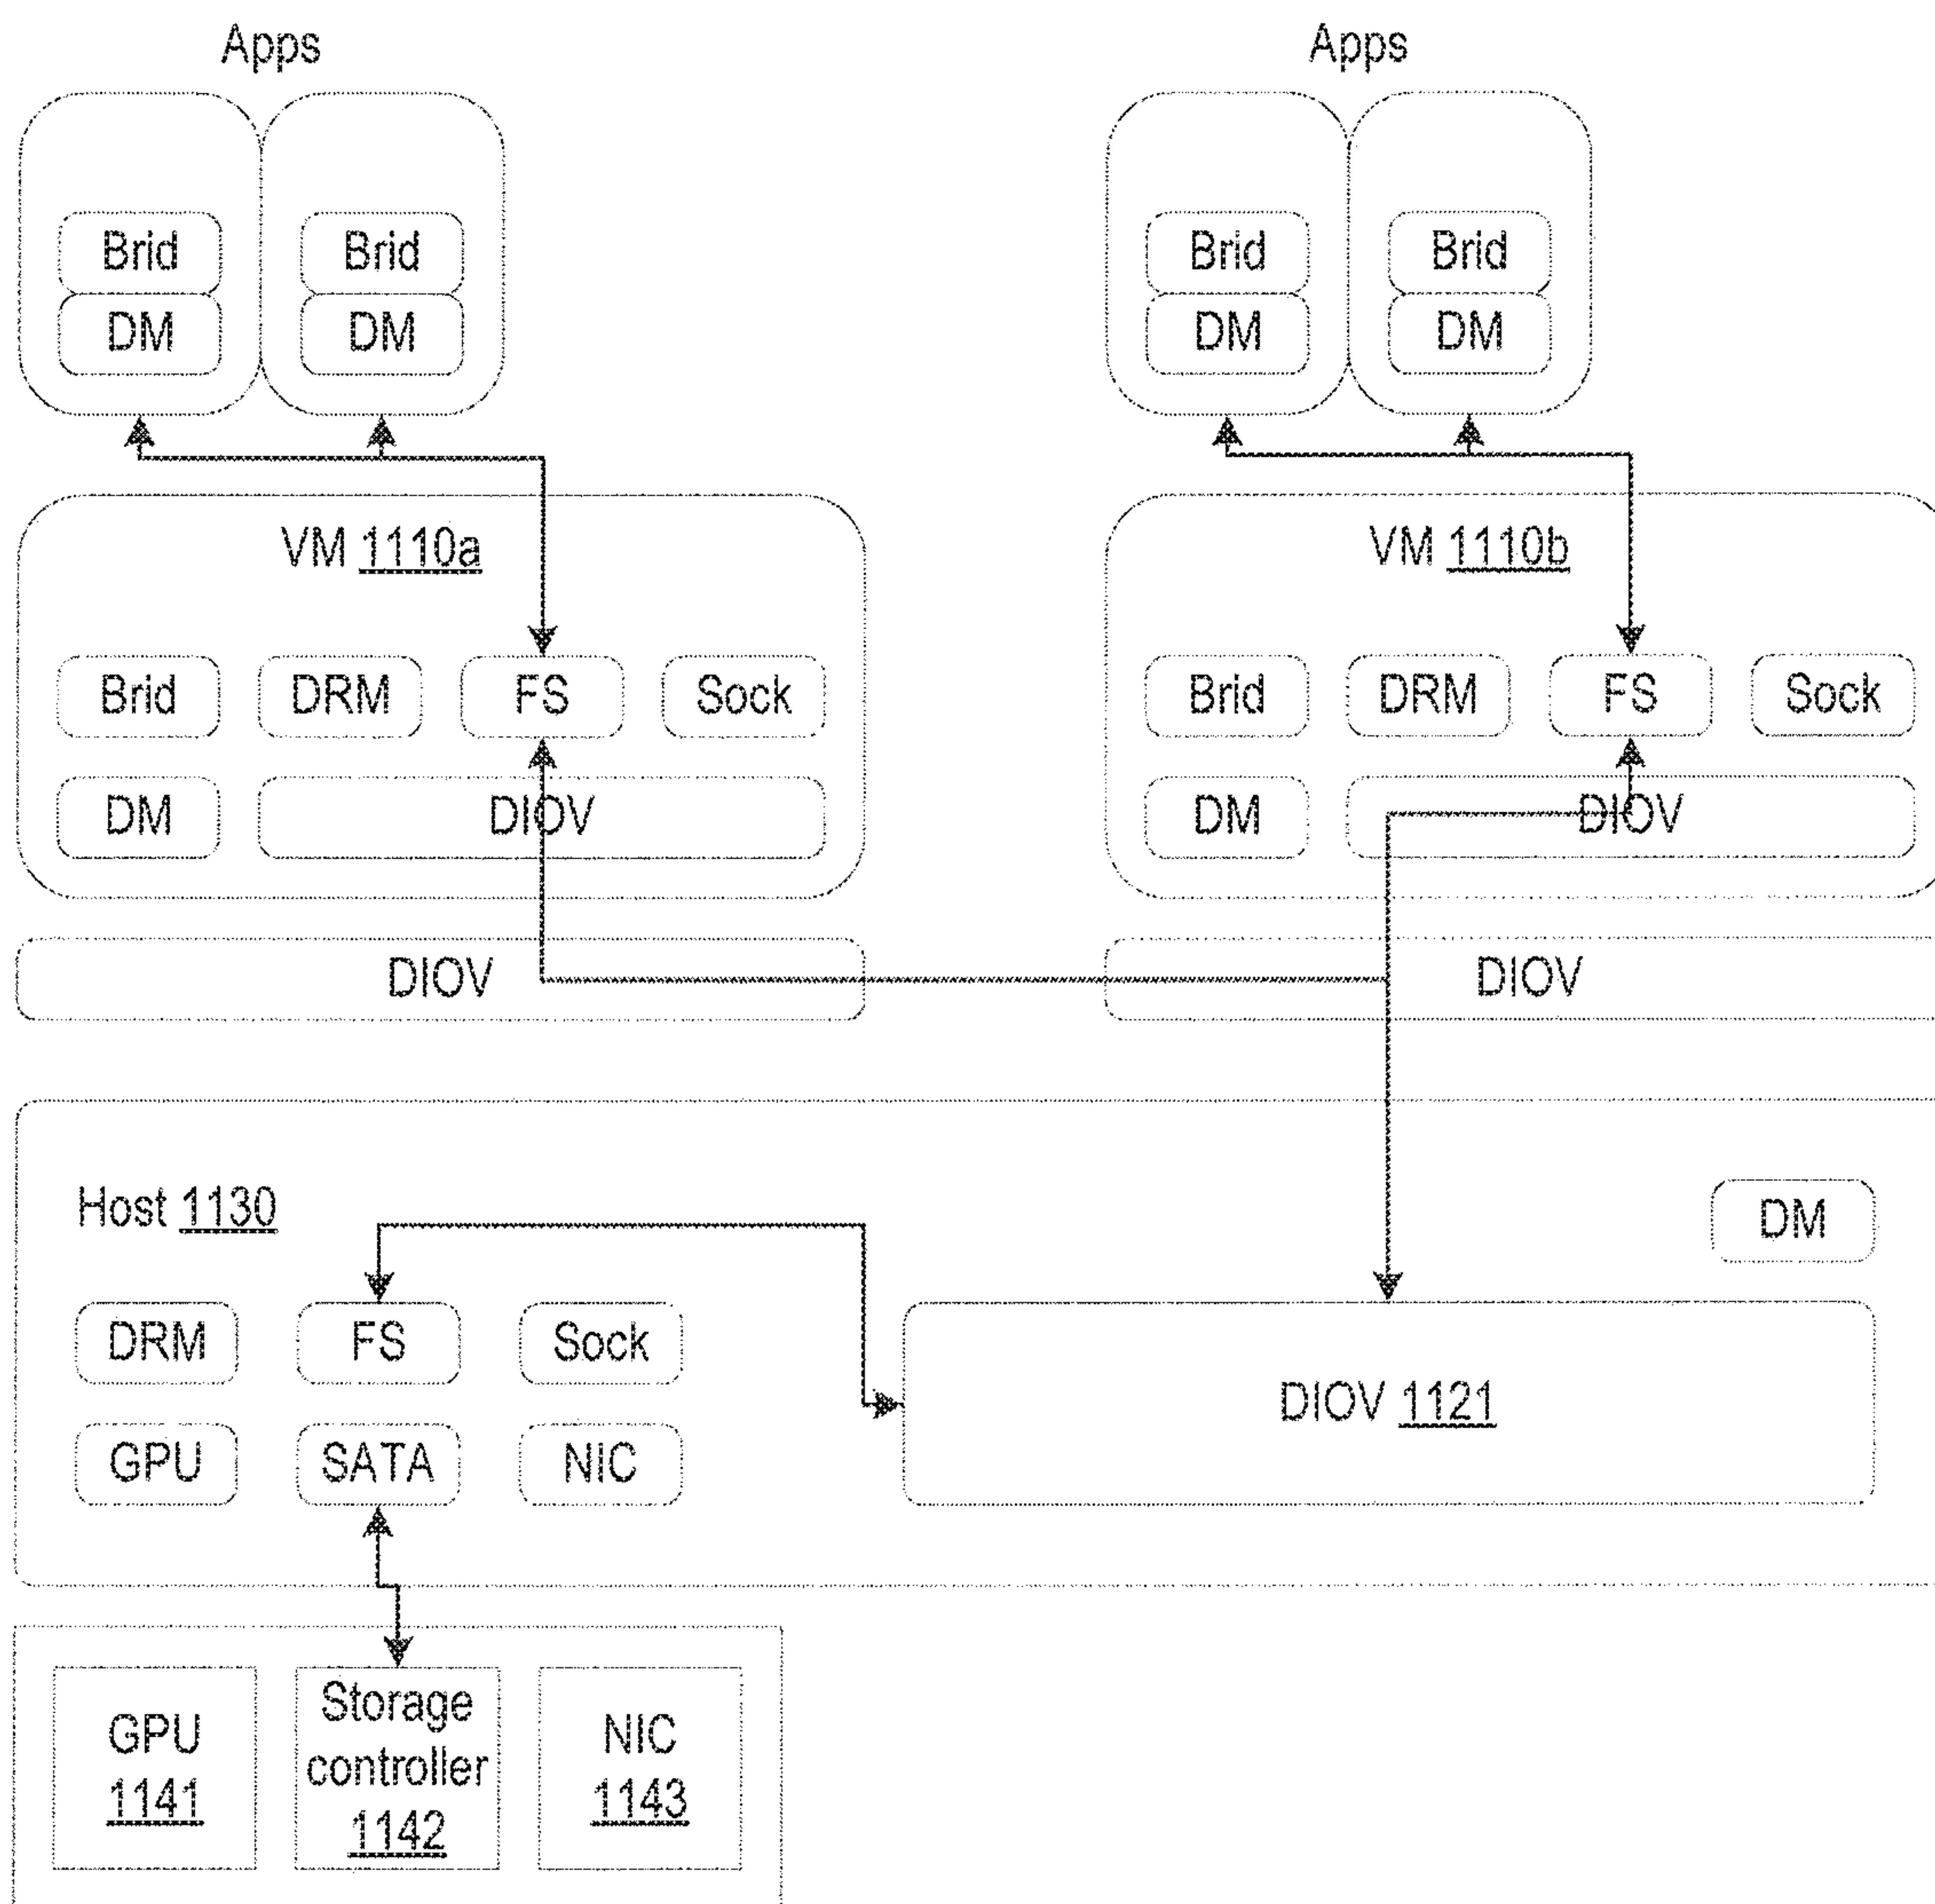 Apps
Apps
Brid
Brid
Brid
Brid
DM
DM
DM
DM
VM 1110a
VM 1110b
Brid
DRM
FS
Sock
Brid
DRM
FS
Sock
DM
DIOV
DM
DIOV
DIOV
DIOV
Host 1130
DM
DRM
FS
Sock
DIOV 1121
GPU
SATA
NIC
GPU
1141
Storage
controller
1142
NIC
1143